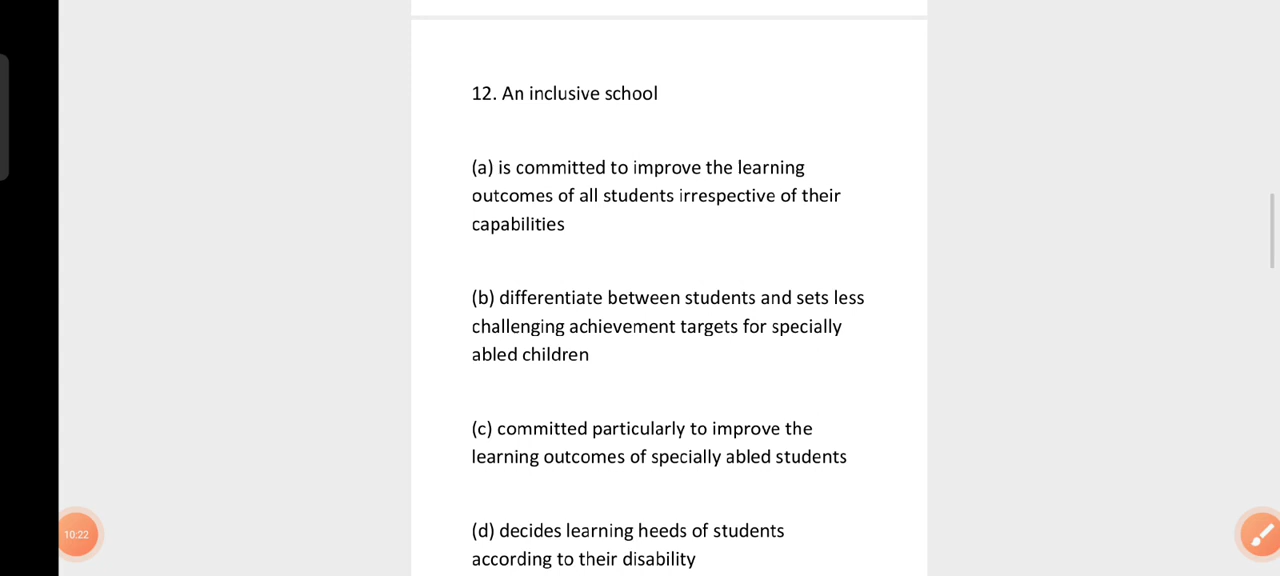 12. An inclusive school
(a) is committed to improve the learning
outcomes of all students irrespective of their
capabilities
(b) differentiate between students and sets less
challenging achievement targets for specially
abled children
(c) committed particularly to improve the
learning outcomes of specially abled students
(d) decides learning heeds of students
according to their disability
10:22